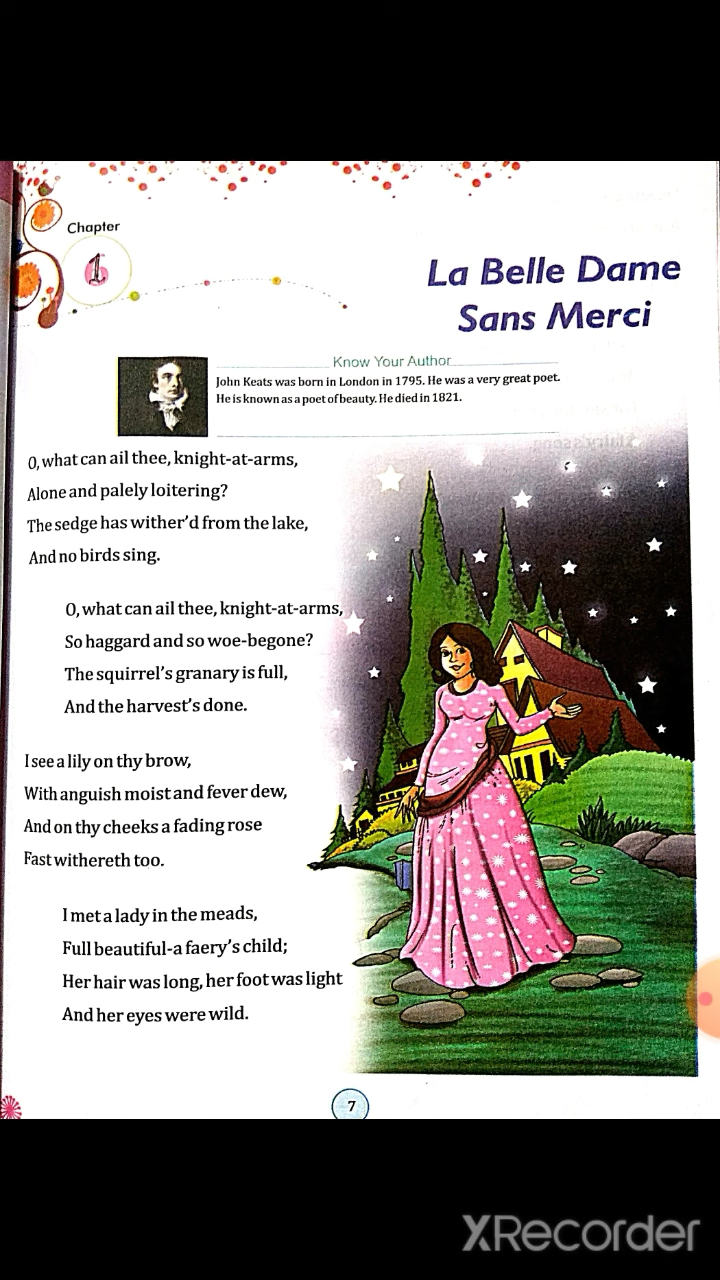 Chapter
1
La Belle Dame
Sans Merci
Know Your Author
John Keats was born in London in 1795. He was a very great poet.
He is known as a poet of beauty. He died in 1821.
O, what can ail thee, knight-at-arms,
Alone and palely loitering?
The sedge has wither'd from the lake,
And no birds sing.
O, what can ail thee, knight-at-arms,
So haggard and so woe-begone?
The squirrel's granary is full,
And the harvest's done.
I see a lily on thy brow,
With anguish moist and fever dew,
And on thy cheeks a fading rose
Fast withereth too.
I met a lady in the meads,
Full beautiful-a faery's child;
Her hair was long, her foot was light
And her eyes were wild.
7
XRecorder